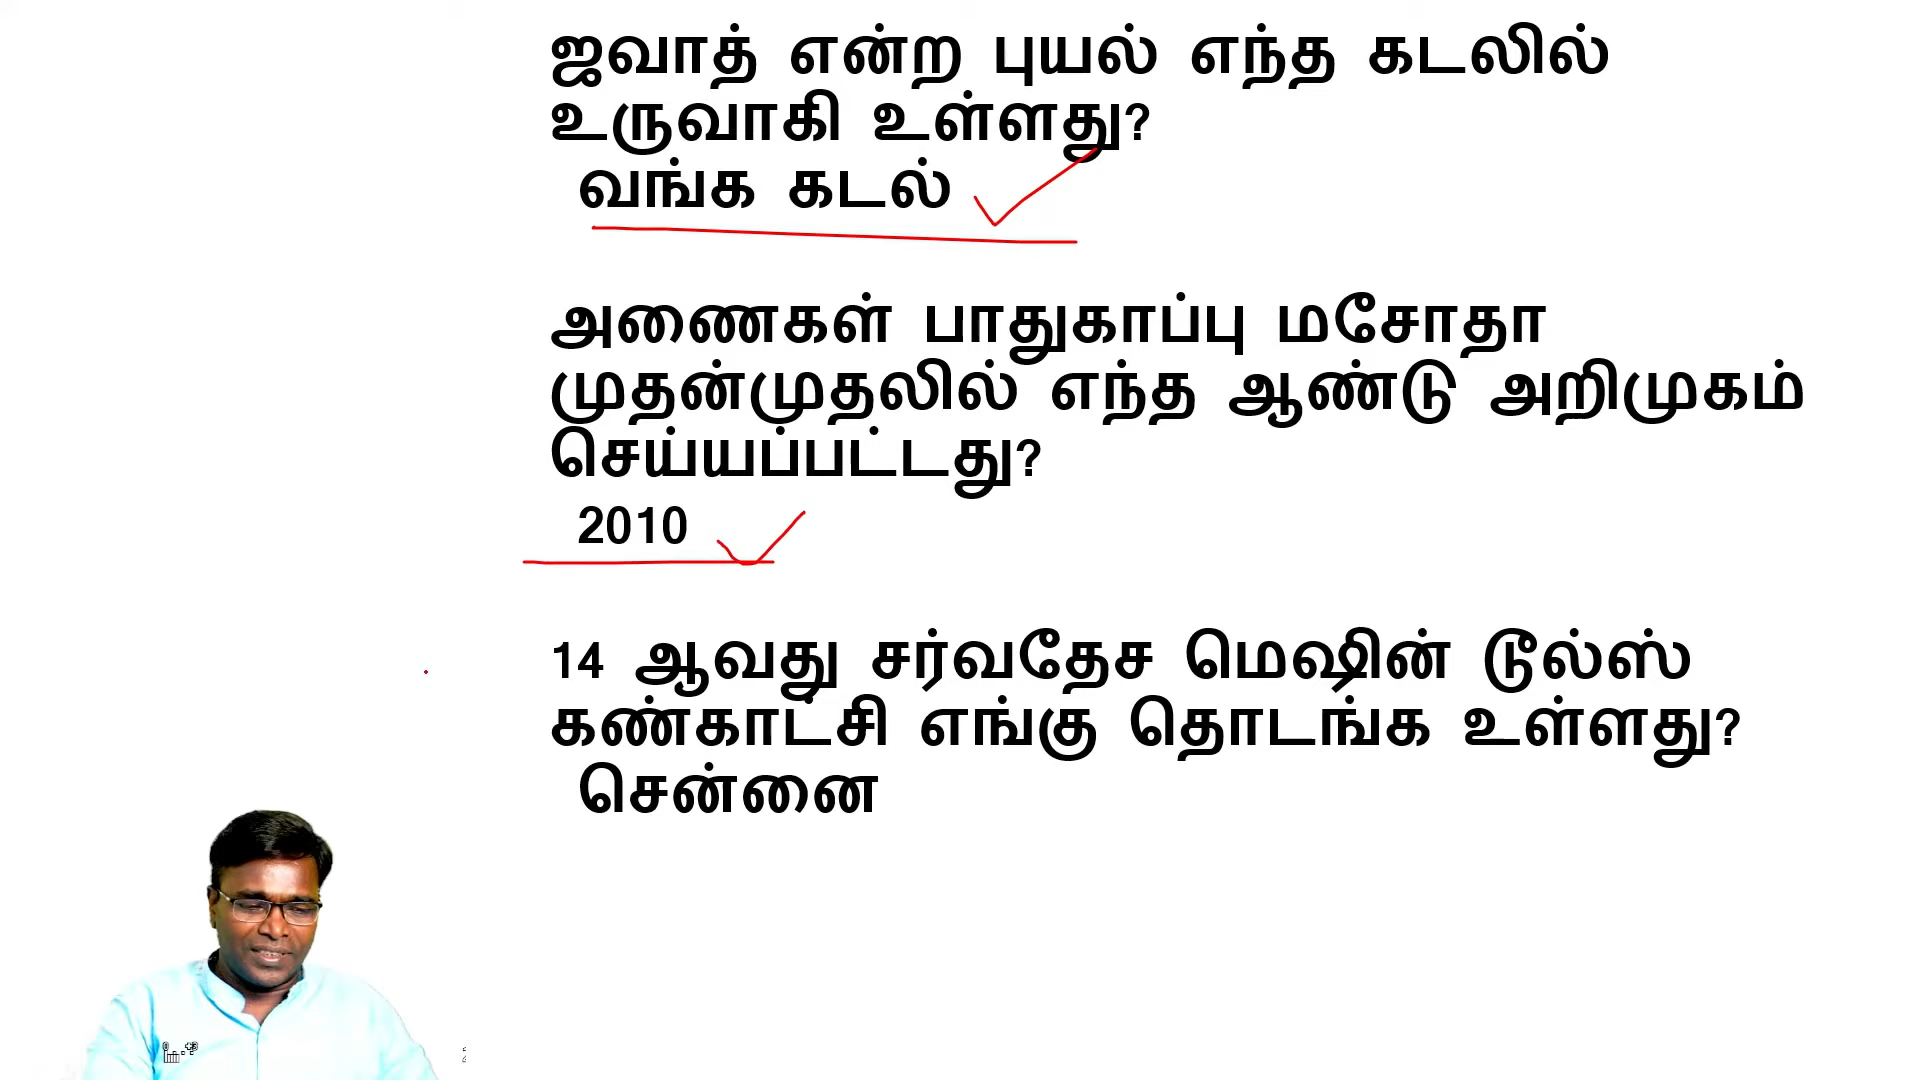 ஜவாத் என்ற புயல் எந்த கடலில்
உருவாகி உள்ளது?
வங்க கடல்
அணைகள் பாதுகாப்பு மசோதா
முதன்முதலில் எந்த ஆண்டு அறிமுகம்
செய்யப்பட்டது?
2010
14 ஆவது சர்வதேச மெஷின் டூல்ஸ்
கண்காட்சி எங்கு தொடங்க உள்ளது?
சென்னை